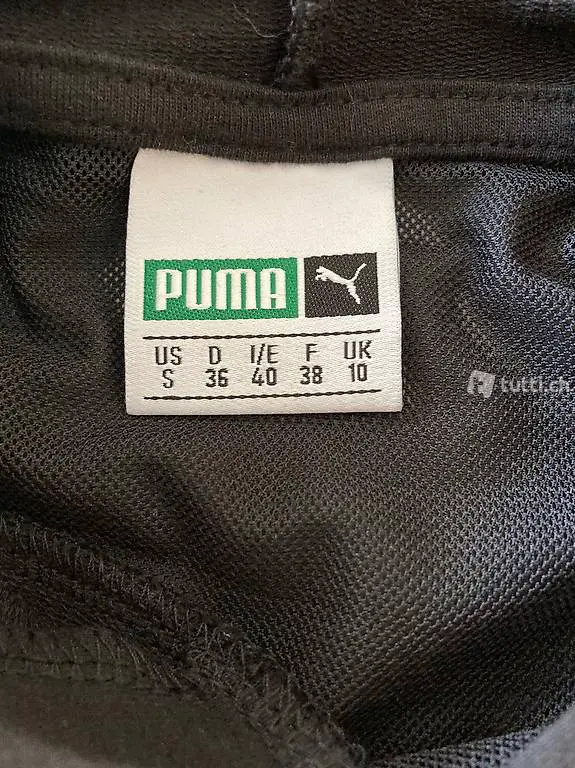 PUMA
US D I/E F UK
S 36 40 38 10
tutti.ch